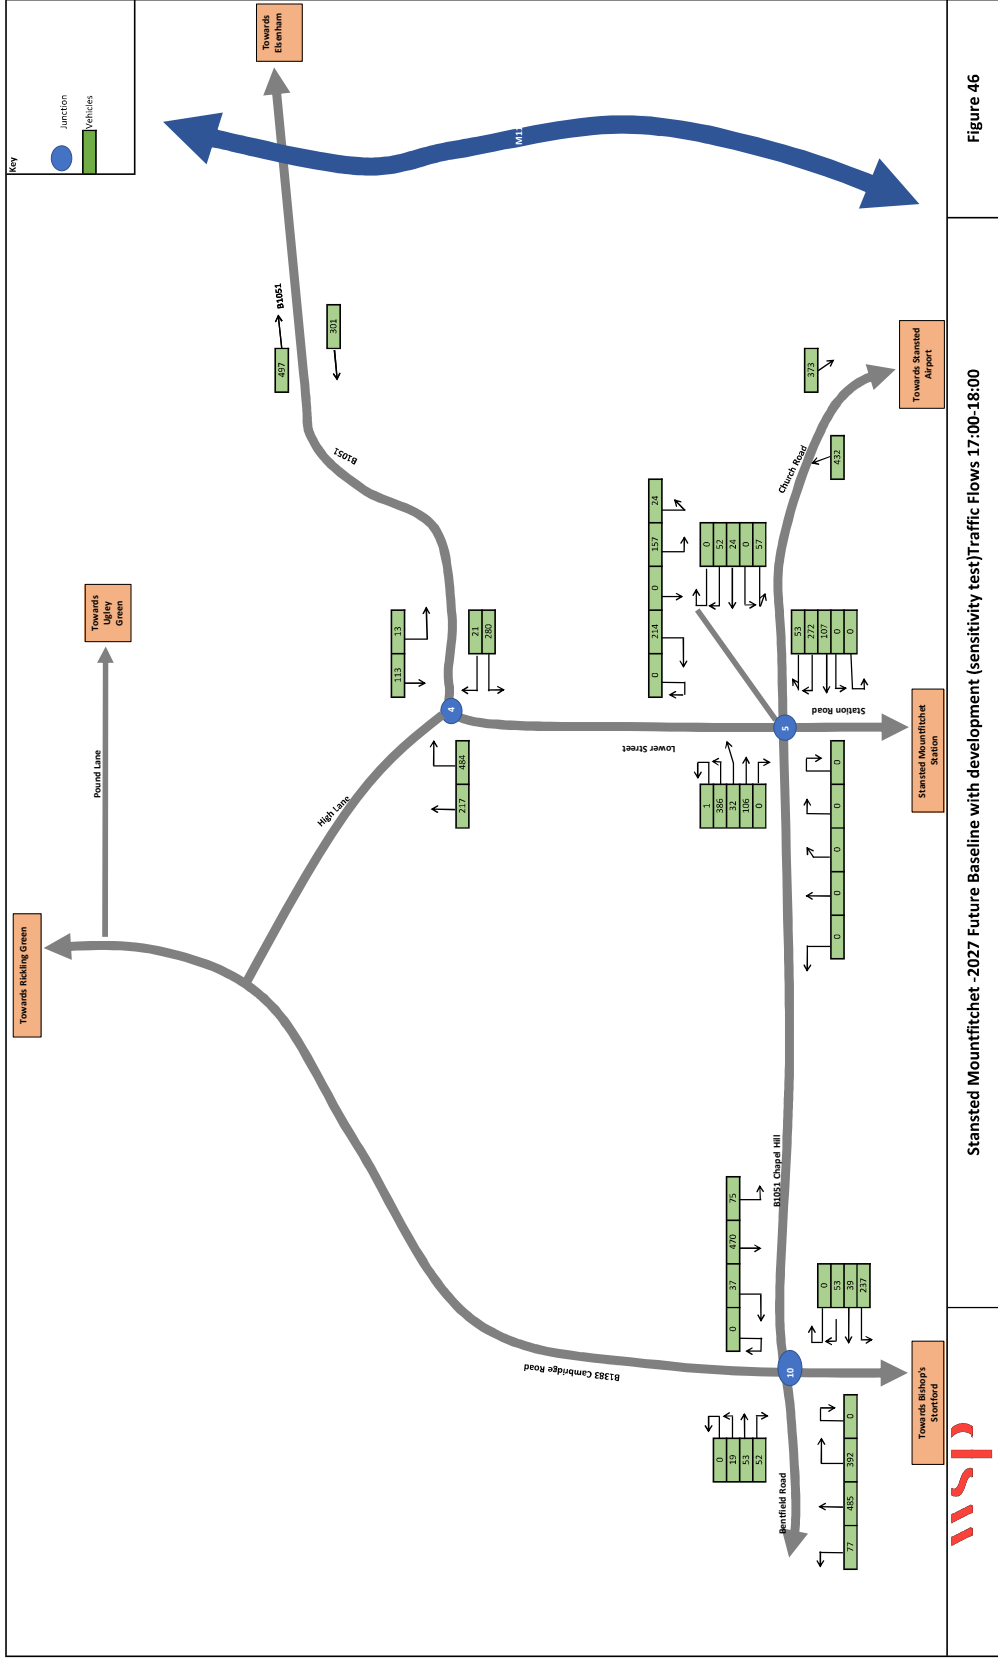 Key
Junction
Vehicles
Towards
Elsenham
M11
497
B1051
301
B1051
Towards
Ugley
Green
Pound Lane
Towards Rickling Green
High Lane
113
13
21
280
4
484
217
Lower Street
0
214
0
157
24
0
52
24
0
57
Church Road
373
432
Towards Stansted
Airport
53
272
107
0
0
Station Road
5
1
386
32
106
0
0
0
0
0
0
Stansted Mountfitchet
Station
B1051 Chapel Hill
0
37
470
75
0
53
39
237
10
B1383 Cambridge Road
0
19
53
52
Bentfield Road
77
485
392
0
Towards Bishop's
Stortford
wsp
Stansted Mountfitchet -2027 Future Baseline with development (sensitivity test)Traffic Flows 17:00-18:00
Figure 46